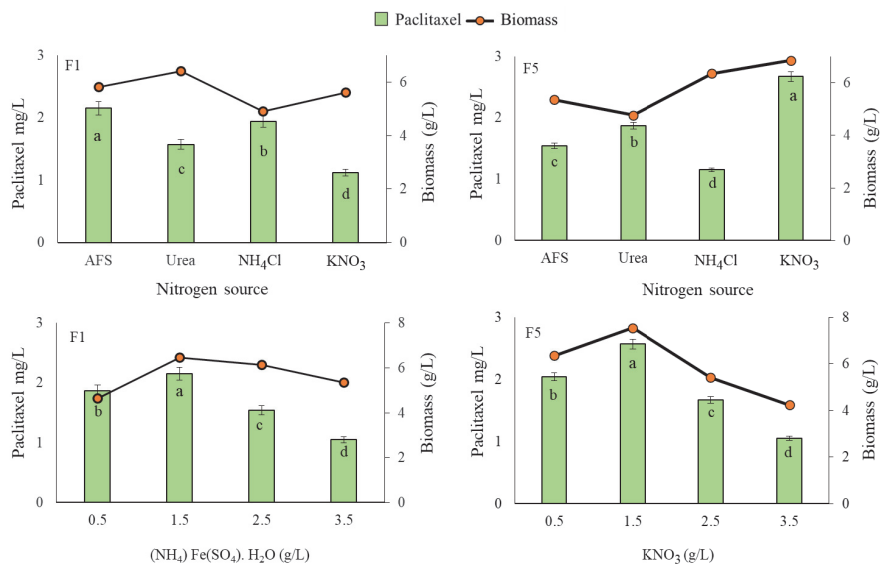 Paclitaxel Biomass
F1
Paclitaxel mg/L
3
2
1
0
a
c
b
d
6
4
2
0
Biomass (g/L)
AFS Urea NH₄Cl KNO₃
Nitrogen source
F5
Paclitaxel mg/L
3
2
1
0
c
b
d
a
6
4
2
0
Biomass (g/L)
AFS Urea NH₄Cl KNO₃
Nitrogen source
F1
Paclitaxel mg/L
3
2
1
0
b
a
c
d
8
6
4
2
0
Biomass (g/L)
0.5 1.5 2.5 3.5
(NH₄) Fe(SO₄). H₂O (g/L)
F5
Paclitaxel mg/L
3
2
1
0
b
a
c
d
8
6
4
2
0
Biomass (g/L)
0.5 1.5 2.5 3.5
KNO₃ (g/L)